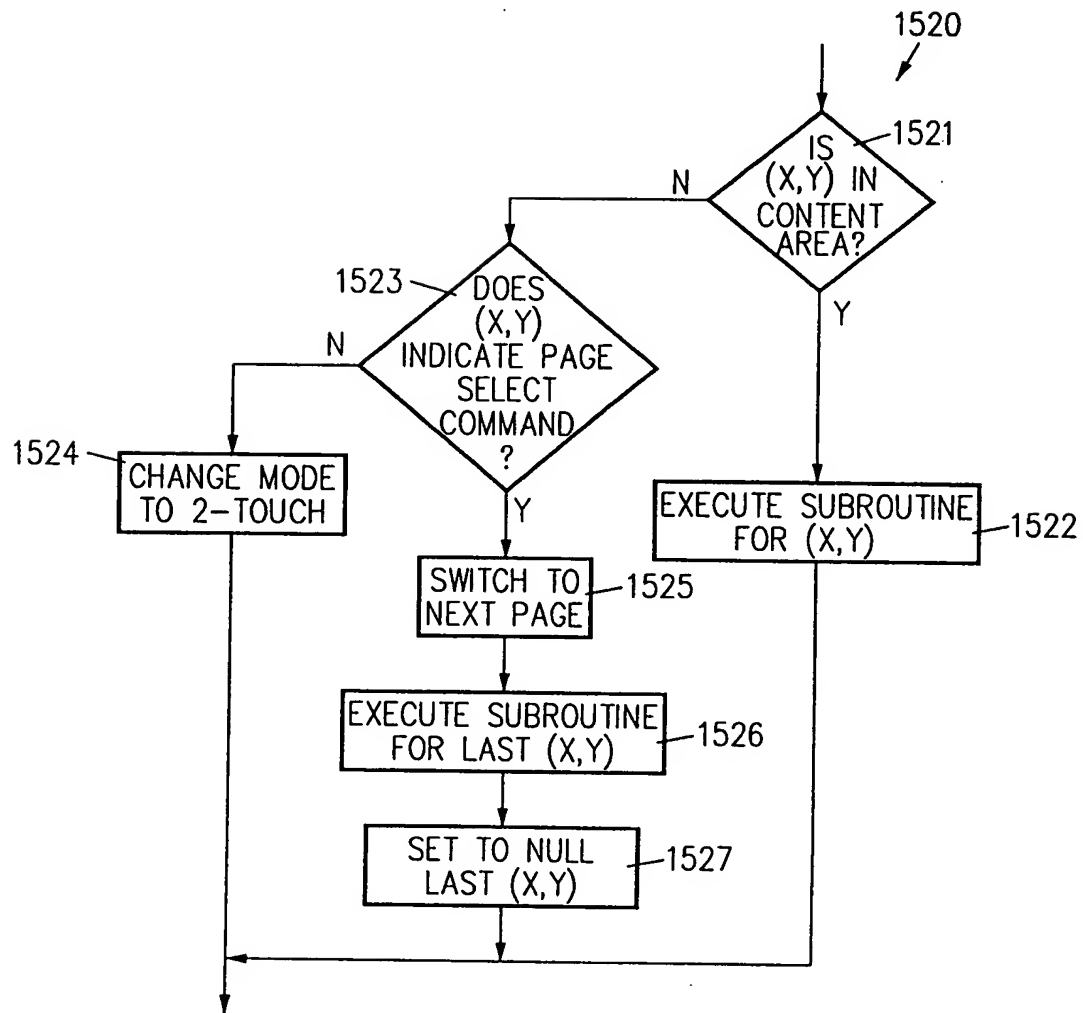 1520
1521
IS
(X,Y) IN
CONTENT
AREA?
N
Y
1523
DOES
(X,Y)
INDICATE PAGE
SELECT
COMMAND
?
N
Y
1524
CHANGE MODE
TO 2-TOUCH
EXECUTE SUBROUTINE
FOR (X,Y)
1522
SWITCH TO
NEXT PAGE
1525
EXECUTE SUBROUTINE
FOR LAST (X,Y)
1526
SET TO NULL
LAST (X,Y)
1527